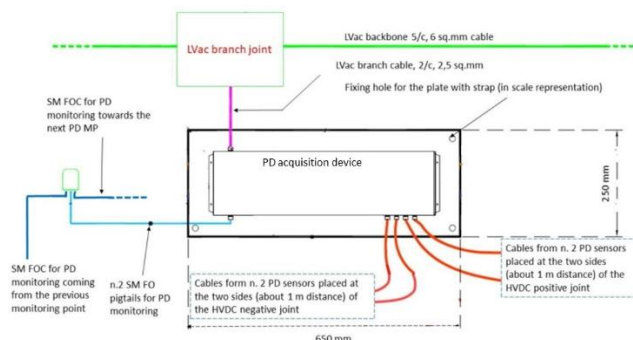 LVac backbone 5/c, 6 sq.mm cable
LVac branch joint
LVac branch cable, 2/c, 2,5 sq.mm
Fixing hole for the plate with strap (in scale representation)
SM FOC for PD
monitoring towards the
next PD MP
PD acquisition device
250 mm
SM FOC for PD
monitoring coming
from the previous
monitoring point
n.2 SM FO
pigtails for PD
monitoring
Cables form n. 2 PD sensors placed at
the two sides (about 1 m distance) of
the HVDC negative joint
Cables from n. 2 PD sensors
placed at the two sides
(about 1 m distance) of the
HVDC positive joint
650 mm